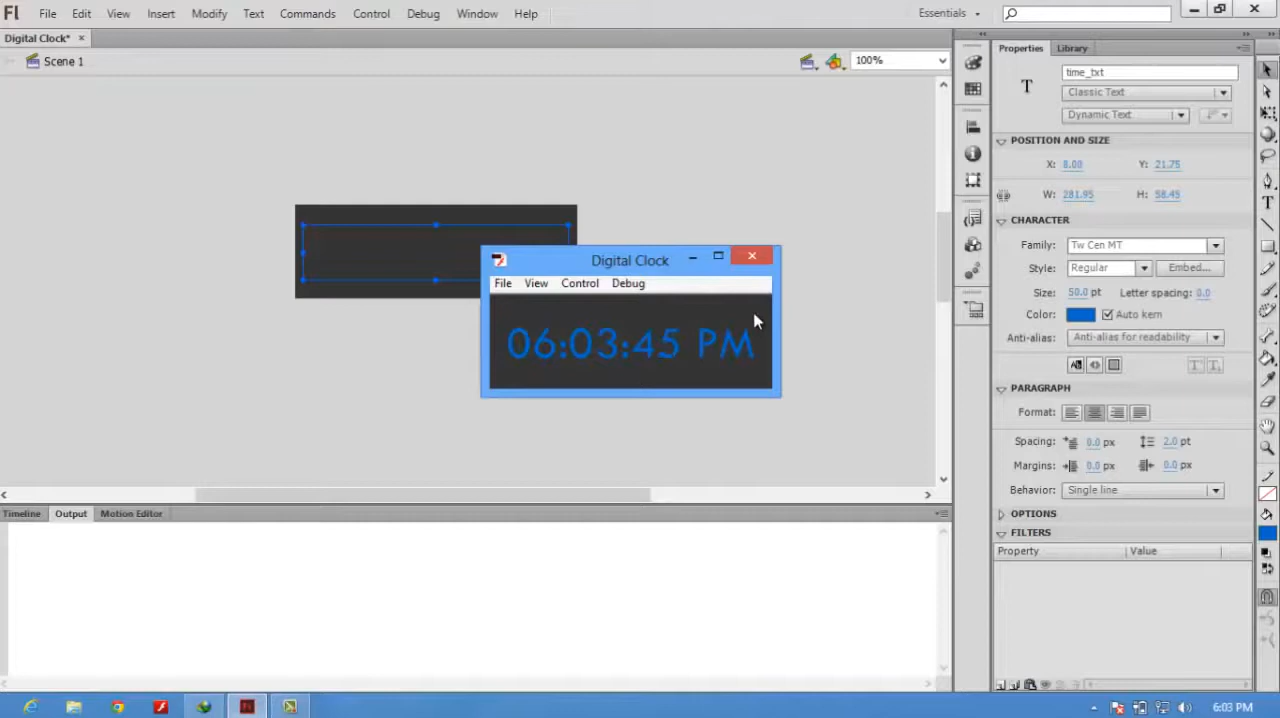 Fl File Edit View Insert Modify Text Commands Control Debug Window Help Essentials
Digital Clock* ×
Scene 1 100%
Properties Library
T time_txt
Classic Text
Dynamic Text
POSITION AND SIZE
X: 8.00 Y: 21.75
W: 281.95 H: 58.45
CHARACTER
Family: Tw Cen MT
Style: Regular Embed...
Size: 50.0 pt Letter spacing: 0.0
Color: Auto kern
Anti-alias: Anti-alias for readability
PARAGRAPH
Format:
Spacing: 0.0 px 2.0 pt
Margins: 0.0 px 0.0 px
Behavior: Single line
OPTIONS
FILTERS
Property Value
Digital Clock
File View Control Debug
06:03:45 PM
Timeline Output Motion Editor
6:03 PM